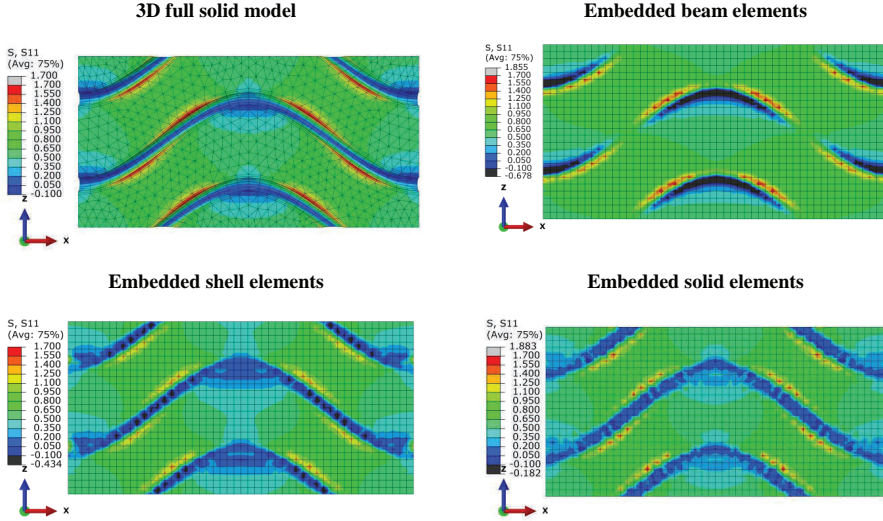 3D full solid model
S, S11
(Avg: 75%)
1.700
1.550
1.400
1.250
1.100
0.950
0.800
0.650
0.500
0.350
0.200
0.050
-0.100
z
x
Embedded beam elements
S, S11
(Avg: 75%)
1.855
1.700
1.550
1.400
1.250
1.100
0.950
0.800
0.650
0.500
0.350
0.200
0.050
-0.100
-0.678
z
x
Embedded shell elements
S, S11
(Avg: 75%)
1.700
1.550
1.400
1.250
1.100
0.950
0.800
0.650
0.500
0.350
0.200
0.050
-0.100
-0.434
z
x
Embedded solid elements
S, S11
(Avg: 75%)
1.883
1.700
1.550
1.400
1.250
1.100
0.950
0.800
0.650
0.500
0.350
0.200
0.050
-0.100
-0.182
z
x